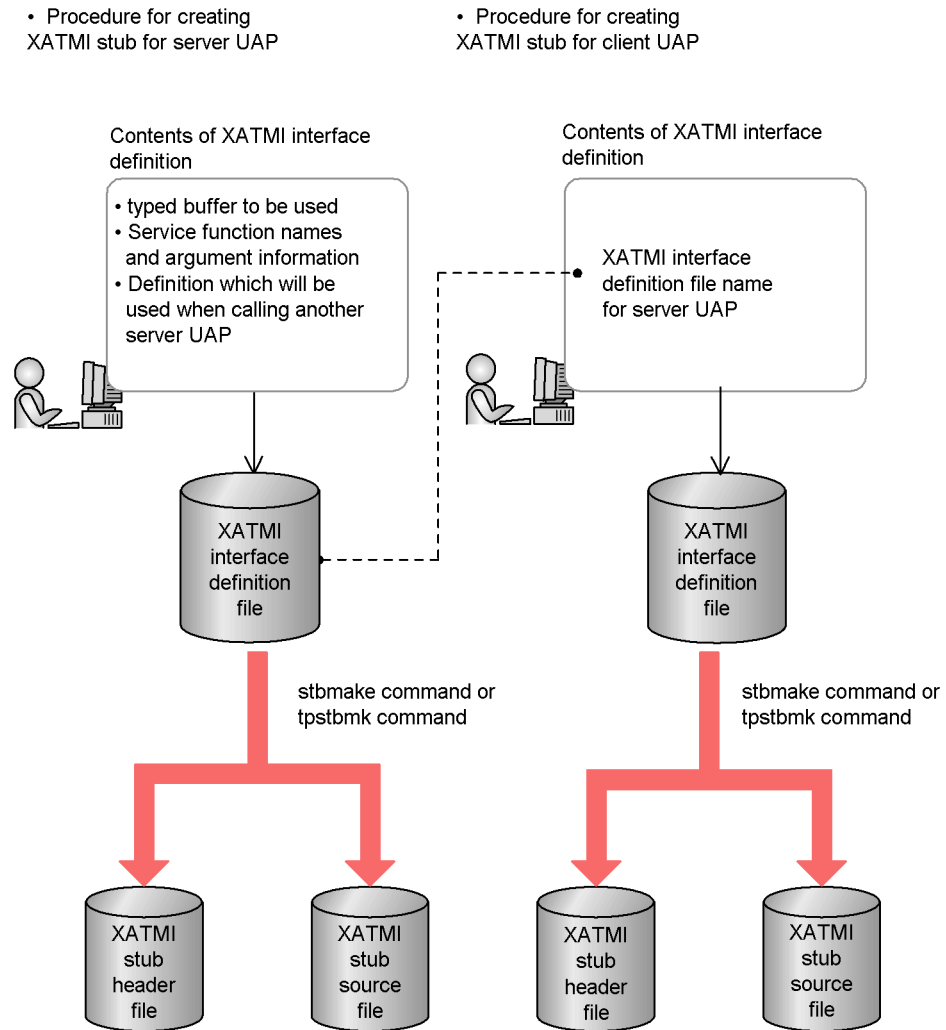 • Procedure for creating
XATMI stub for server UAP
• Procedure for creating
XATMI stub for client UAP
Contents of XATMI interface
definition
• typed buffer to be used
• Service function names
and argument information
• Definition which will be
used when calling another
server UAP
Contents of XATMI interface
definition
XATMI interface
definition file name
for server UAP
XATMI
interface
definition
file
XATMI
interface
definition
file
stbmake command or
tpstbmk command
stbmake command or
tpstbmk command
XATMI
stub
header
file
XATMI
stub
source
file
XATMI
stub
header
file
XATMI
stub
source
file